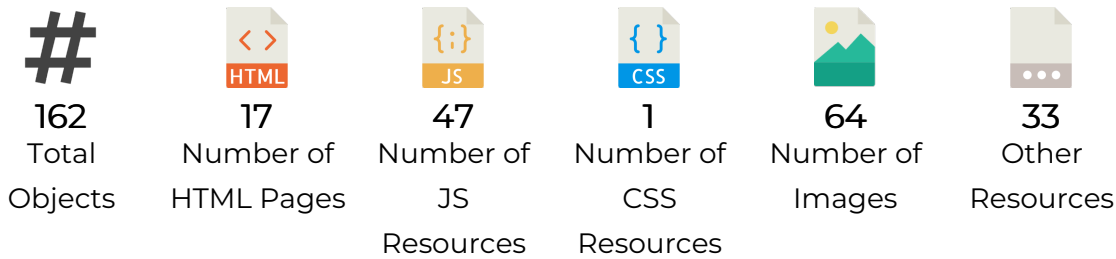 #
< >
HTML
{;}
JS
{ }
CSS
162
Total
Objects
17
Number of
HTML Pages
47
Number of
JS
Resources
1
Number of
CSS
Resources
64
Number of
Images
33
Other
Resources